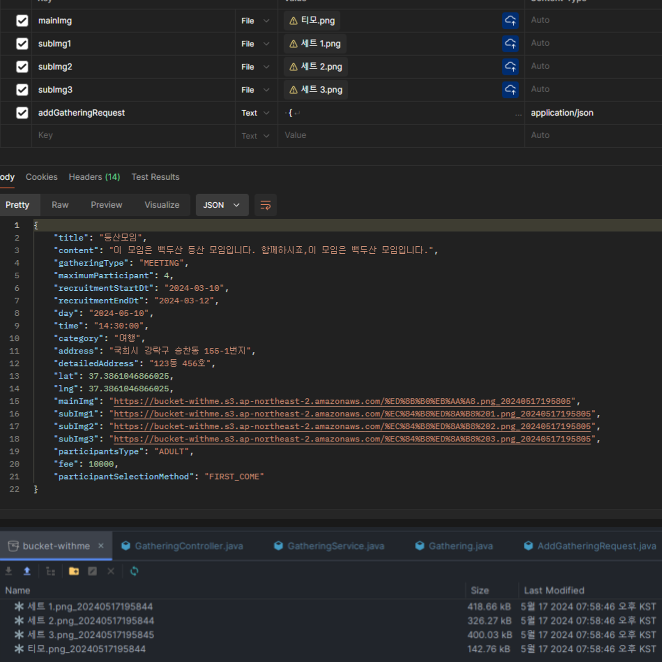 mainImg File 티모.png Auto
subImg1 File 세트 1.png Auto
subImg2 File 세트 2.png Auto
subImg3 File 세트 3.png Auto
addGatheringRequest Text { ... application/json
Key Text Value Auto
ody Cookies Headers (14) Test Results
Pretty Raw Preview Visualize JSON
1 {
2 "title": "등산모임",
3 "content": "이 모임은 백두산 등산 모임입니다. 함께하시죠,이 모임은 백두산 모임입니다.",
4 "gatheringType": "MEETING",
5 "maximumParticipant": 4,
6 "recruitmentStartDt": "2024-03-10",
7 "recruitmentEndDt": "2024-03-12",
8 "day": "2024-05-10",
9 "time": "14:30:00",
10 "category": "여행",
11 "address": "국회시 강락구 승찬동 155-1번지",
12 "detailedAddress": "123동 456호",
13 "lat": 37.3861046866025,
14 "lng": 37.3861046866025,
15 "mainImg": "https://bucket-withme.s3.ap-northeast-2.amazonaws.com/%ED%8B%B0%EB%AA%A8.png_20240517195805",
16 "subImg1": "https://bucket-withme.s3.ap-northeast-2.amazonaws.com/%EC%84%B8%ED%8A%B8%201.png_20240517195805",
17 "subImg2": "https://bucket-withme.s3.ap-northeast-2.amazonaws.com/%EC%84%B8%ED%8A%B8%202.png_20240517195805",
18 "subImg3": "https://bucket-withme.s3.ap-northeast-2.amazonaws.com/%EC%84%B8%ED%8A%B8%203.png_20240517195805",
19 "participantsType": "ADULT",
20 "fee": 10000,
21 "participantSelectionMethod": "FIRST_COME"
22 }
bucket-withme GatheringController.java GatheringService.java Gathering.java AddGatheringRequest.java
Name Size Last Modified
세트 1.png_20240517195844 418.66 kB 5월 17 2024 07:58:46 오후 KST
세트 2.png_20240517195844 326.27 kB 5월 17 2024 07:58:46 오후 KST
세트 3.png_20240517195845 400.03 kB 5월 17 2024 07:58:46 오후 KST
티모.png_20240517195844 142.76 kB 5월 17 2024 07:58:46 오후 KST